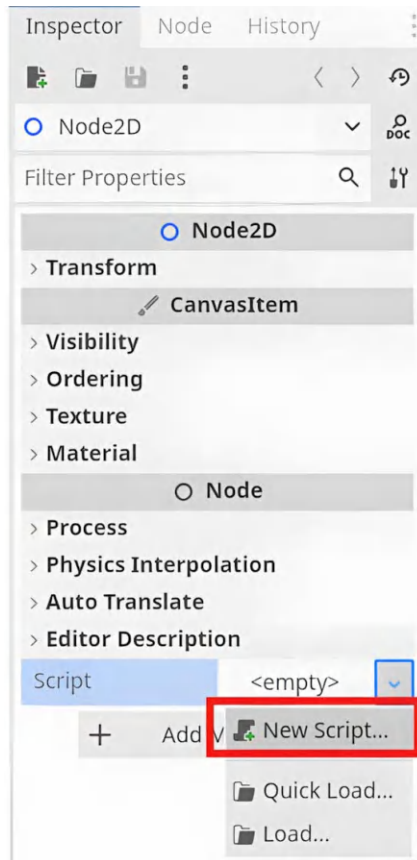 Inspector Node History
Node2D
DOC
Filter Properties
Node2D
> Transform
CanvasItem
> Visibility
> Ordering
> Texture
> Material
Node
> Process
> Physics Interpolation
> Auto Translate
> Editor Description
Script <empty>
+ Add
New Script...
Quick Load...
Load...